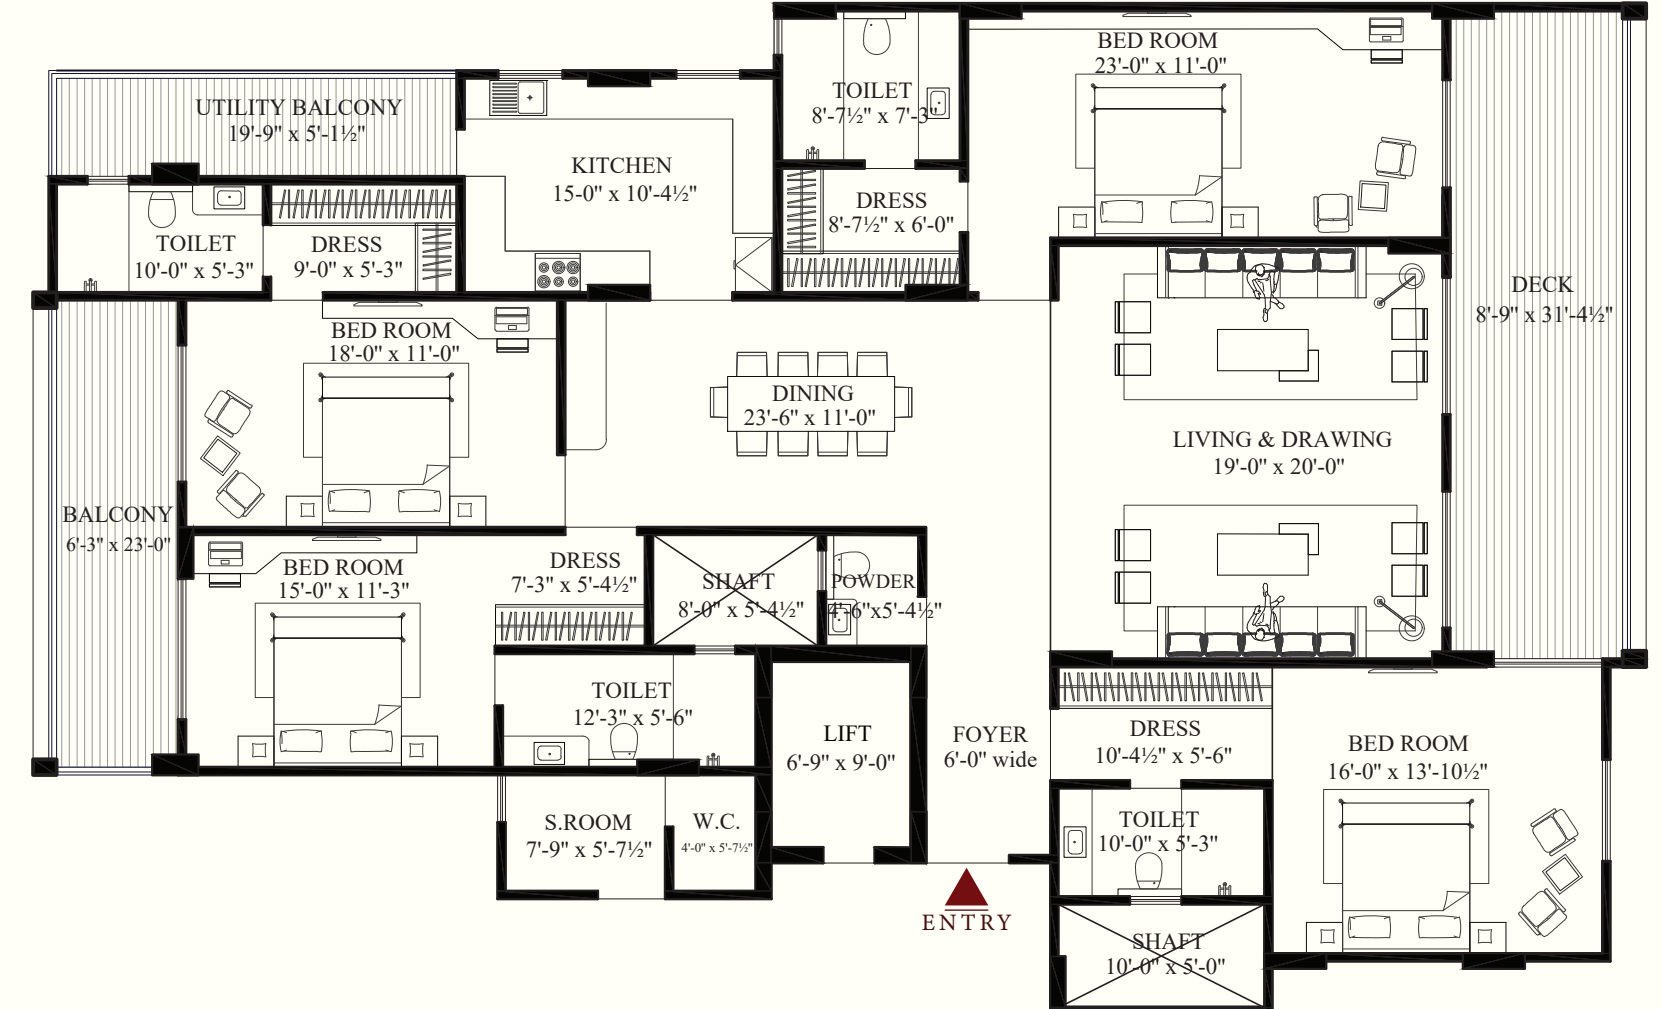 BED ROOM
23'-0" x 11'-0"
TOILET
8'-7½" x 7'-3"
UTILITY BALCONY
19'-9" x 5'-1½"
KITCHEN
15-0" x 10'-4½"
DRESS
8'-7½" x 6'-0"
TOILET
10'-0" x 5'-3"
DRESS
9'-0" x 5'-3"
DECK
8'-9" x 31'-4½"
BED ROOM
18'-0" x 11'-0"
DINING
23'-6" x 11'-0"
LIVING & DRAWING
19'-0" x 20'-0"
BALCONY
6'-3" x 23'-0"
BED ROOM
15'-0" x 11'-3"
DRESS
7'-3" x 5'-4½"
SHAFT
8'-0" x 5'-4½"
POWDER
4'-6"x5'-4½"
TOILET
12'-3" x 5'-6"
LIFT
6'-9" x 9'-0"
FOYER
6'-0" wide
DRESS
10'-4½" x 5'-6"
BED ROOM
16'-0" x 13'-10½"
S.ROOM
7'-9" x 5'-7½"
W.C.
4'-0" x 5'-7½"
TOILET
10'-0" x 5'-3"
ENTRY
SHAFT
10'-0" x 5'-0"